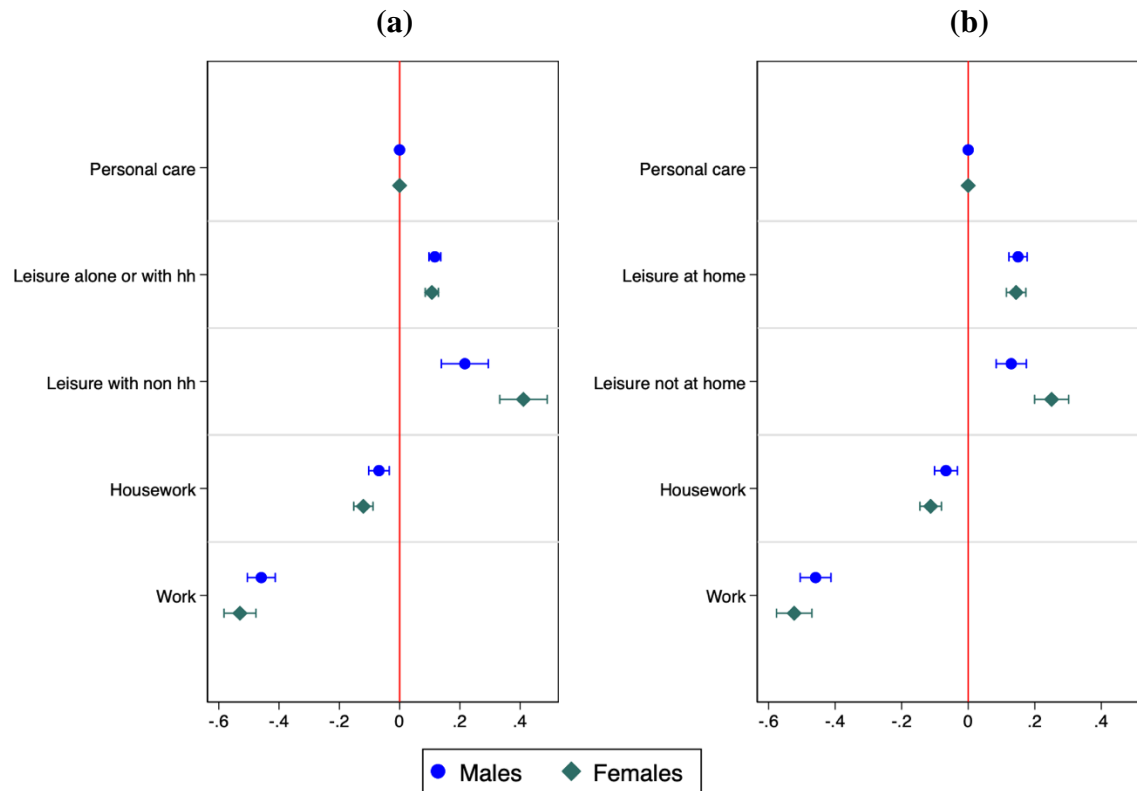 (a)
Personal care
Leisure alone or with hh
Leisure with non hh
Housework
Work
-.6 -.4 -.2 0 .2 .4
(b)
Personal care
Leisure at home
Leisure not at home
Housework
Work
-.6 -.4 -.2 0 .2 .4
Males Females